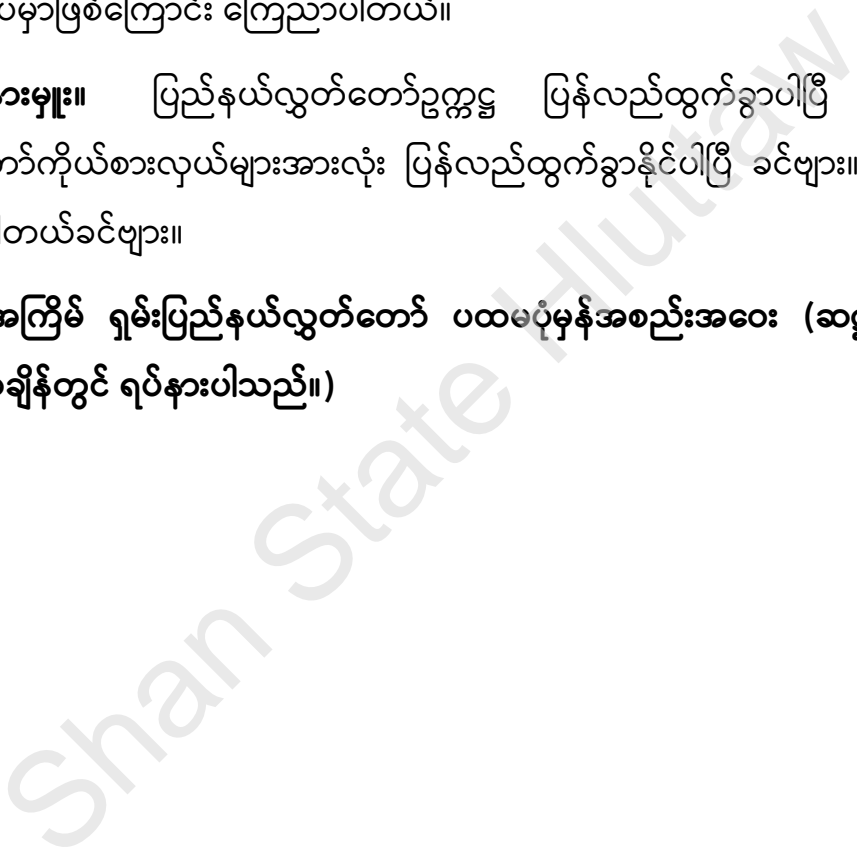 ပမှာဖြစ်ကြောင်း ကြေညာပါတယ်။
ားမှူး။ ပြည်နယ်လွှတ်တော်ဥက္ကဋ္ဌ ပြန်လည်ထွက်ခွာပါပြီ
ာ်ကိုယ်စားလှယ်များအားလုံး ပြန်လည်ထွက်ခွာနိုင်ပါပြီ ခင်ဗျား။
ါတယ်ခင်ဗျား။
အကြိမ် ရှမ်းပြည်နယ်လွှတ်တော် ပထမပုံမှန်အစည်းအဝေး (ဆဋ္ဌ
ချိန်တွင် ရပ်နားပါသည်။)
Shan State Hluttaw